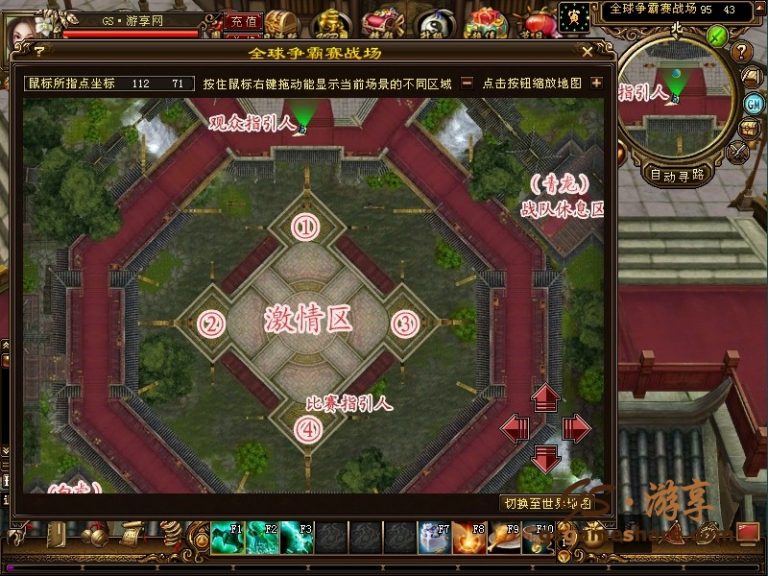 GS·游享网
充值
全球争霸赛战场 95 43
北
?
全球争霸赛战场
鼠标所指点坐标 112 71
按住鼠标右键拖动能显示当前场景的不同区域
点击按钮缩放地图
观众指引人
指引人
GM
自动寻路
(青龙)
战队休息区
①
②
激情区
③
比赛指引人
④
切换至世界地图
游享
F1
F2
F3
F7
F8
F9
F10